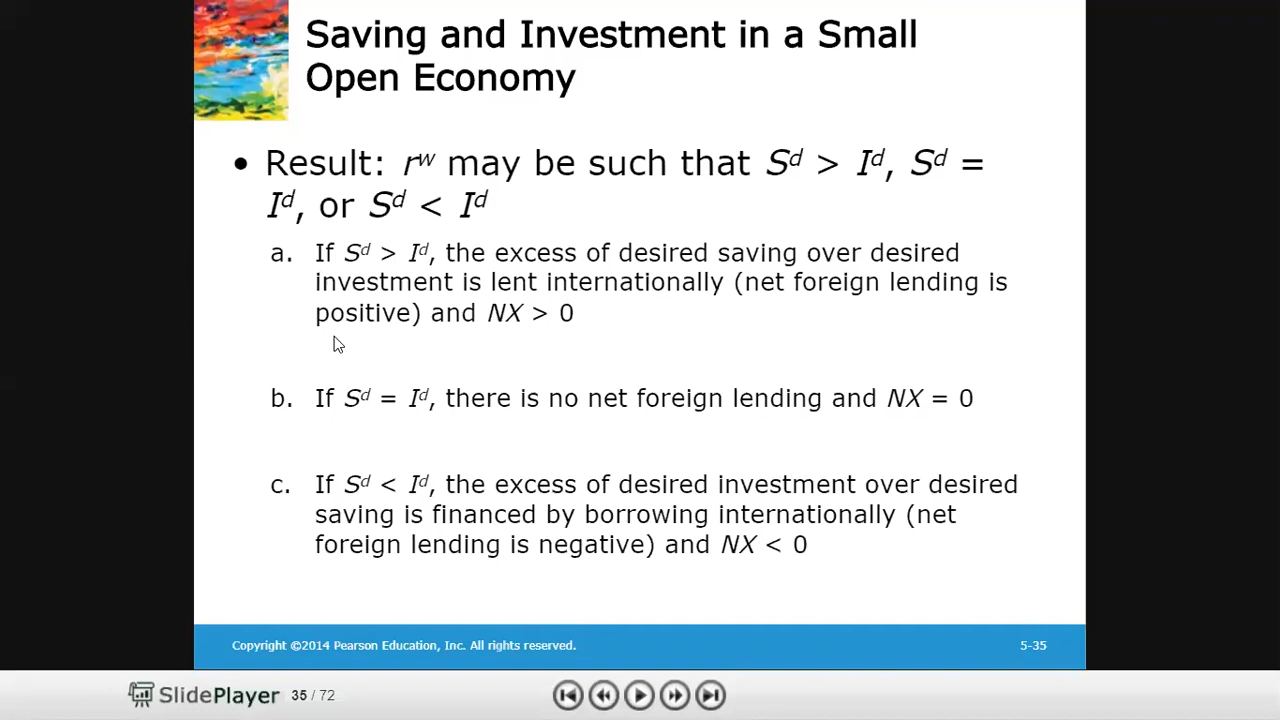 Saving and Investment in a Small
Open Economy
• Result: rʷ may be such that Sᵈ > Iᵈ, Sᵈ =
Iᵈ, or Sᵈ < Iᵈ
a. If Sᵈ > Iᵈ, the excess of desired saving over desired
investment is lent internationally (net foreign lending is
positive) and NX > 0
b. If Sᵈ = Iᵈ, there is no net foreign lending and NX = 0
c. If Sᵈ < Iᵈ, the excess of desired investment over desired
saving is financed by borrowing internationally (net
foreign lending is negative) and NX < 0
Copyright ©2014 Pearson Education, Inc. All rights reserved. 5-35
SlidePlayer 35 / 72